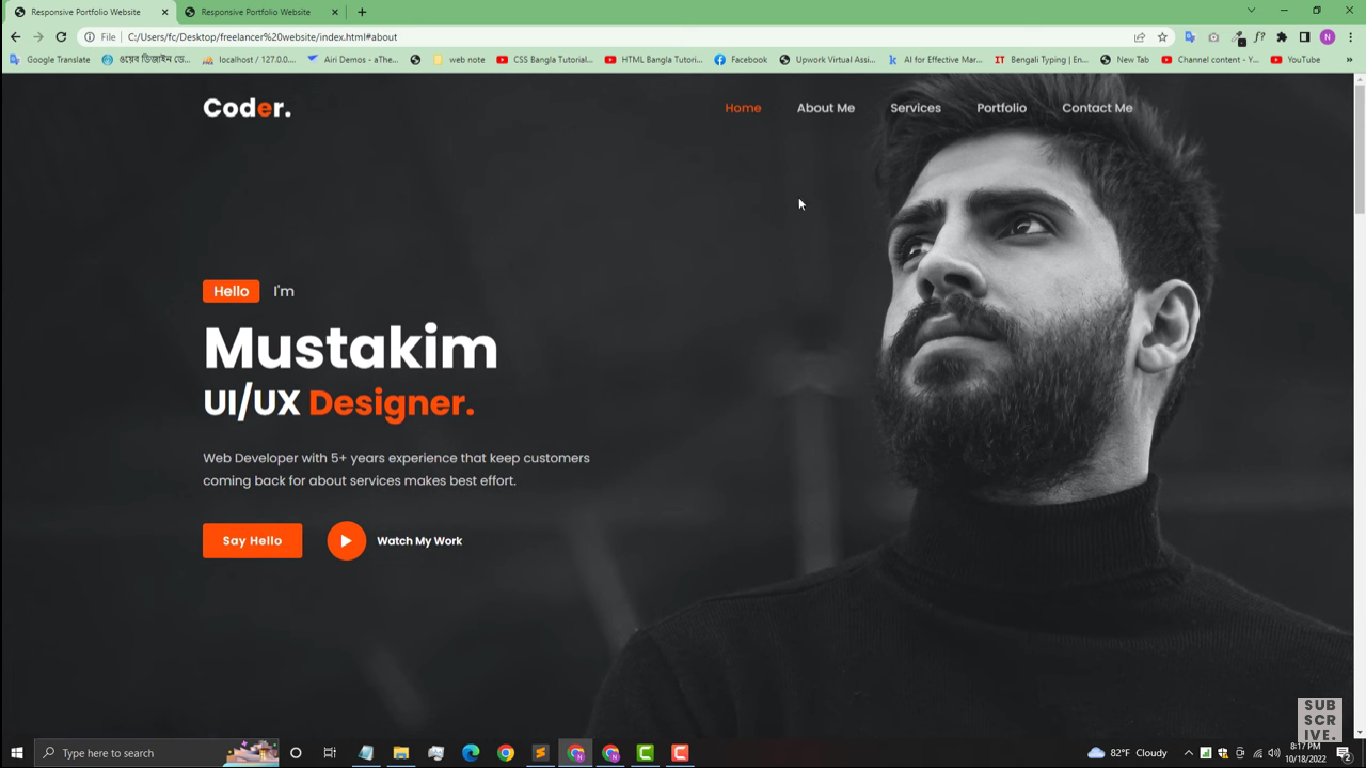 Responsive Portfolio Website
Responsive Portfolio Website
File
C:/Users/fc/Desktop/freelancer%20website/index.html#about
N
Google Translate
ওয়েব ডিজাইন ডে...
localhost / 127.0.0....
Airi Demos - aThe...
web note
CSS Bangla Tutorial...
HTML Bangla Tutori...
Facebook
Upwork Virtual Assi...
AI for Effective Mar...
IT Bengali Typing | En...
New Tab
Channel content - Y...
YouTube
Coder.
Home
About Me
Services
Portfolio
Contact Me
Hello I'm
Mustakim
UI/UX Designer.
Web Developer with 5+ years experience that keep customers
coming back for about services makes best effort.
Say Hello
Watch My Work
SUB
SCR
IVE.
Type here to search
82°F Cloudy
8:17 PM
10/18/2022
2